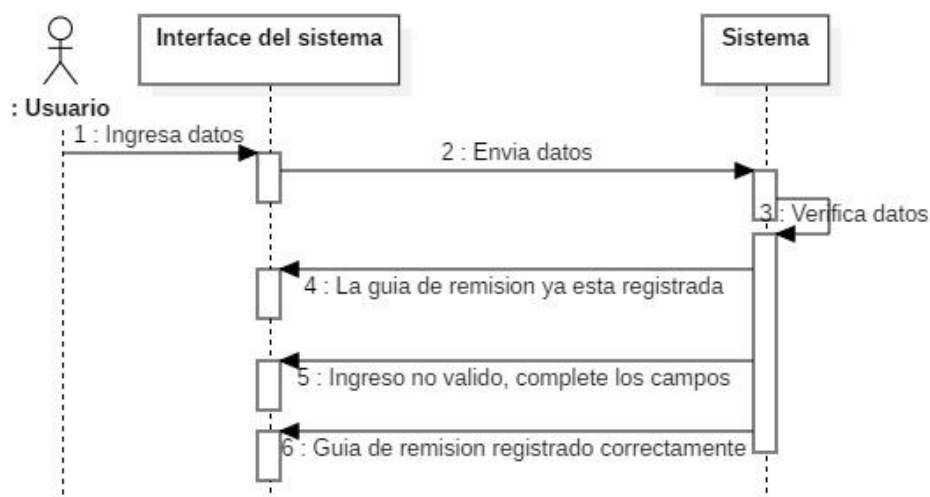 Interface del sistema
Sistema
: Usuario
1 : Ingresa datos
2 : Envia datos
3 : Verifica datos
4 : La guia de remision ya esta registrada
5 : Ingreso no valido, complete los campos
6 : Guia de remision registrado correctamente